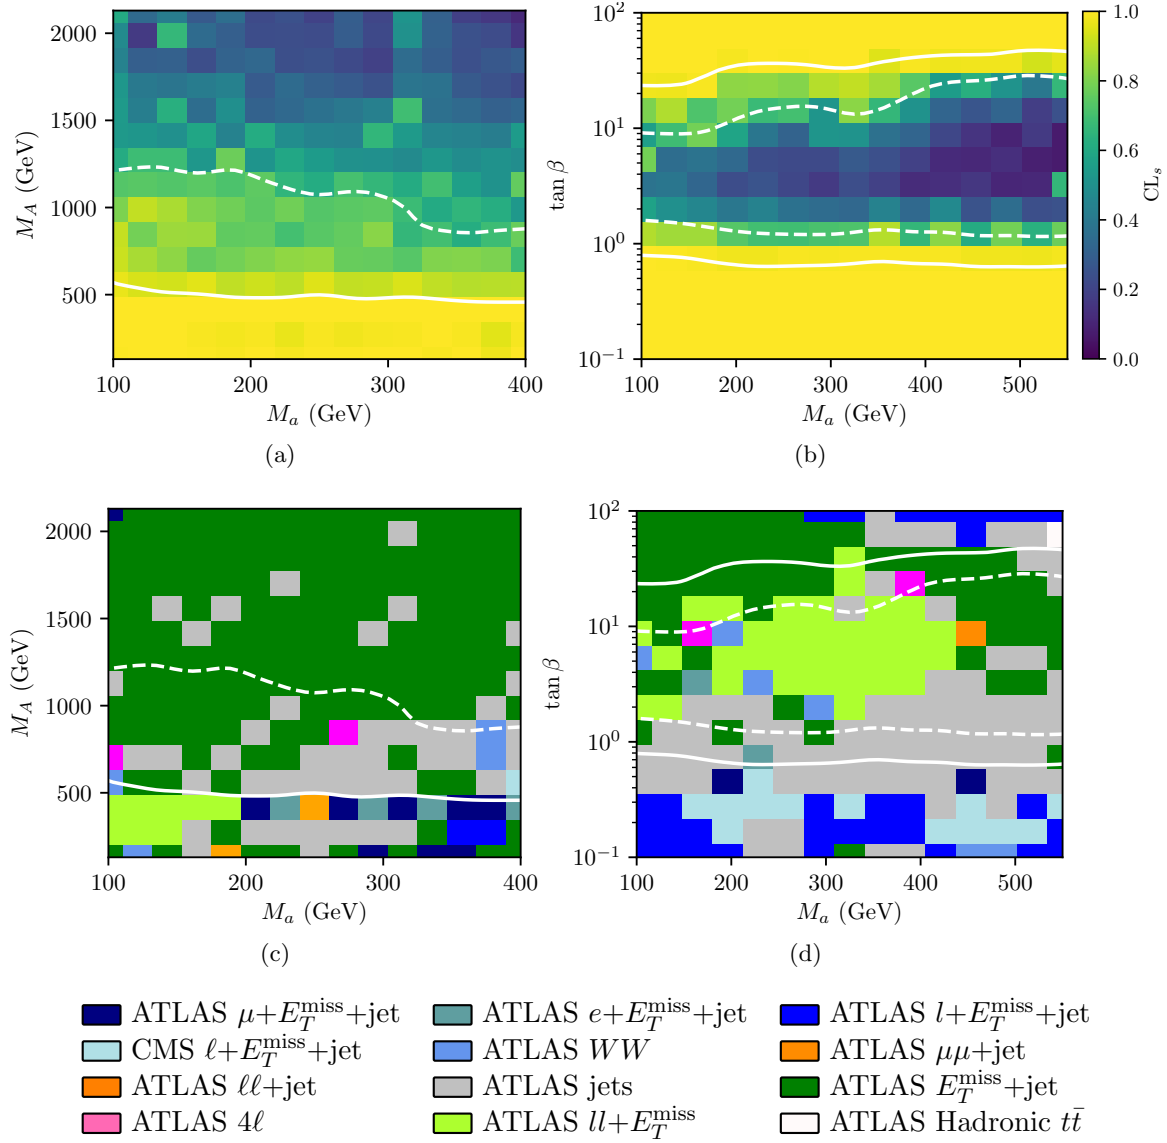 2000
1500
1000
500
M_A (GeV)
100 200 300 400
M_a (GeV)
(a)
10^2
10^1
10^0
10^{-1}
tan β
100 200 300 400 500
M_a (GeV)
(b)
1.0
0.8
0.6
0.4
0.2
0.0
CL_s
2000
1500
1000
500
M_A (GeV)
100 200 300 400
M_a (GeV)
(c)
10^2
10^1
10^0
10^{-1}
tan β
100 200 300 400 500
M_a (GeV)
(d)
ATLAS μ+E_T^{miss}+jet ATLAS e+E_T^{miss}+jet ATLAS l+E_T^{miss}+jet
CMS ℓ+E_T^{miss}+jet ATLAS WW ATLAS μμ+jet
ATLAS ℓℓ+jet ATLAS jets ATLAS E_T^{miss}+jet
ATLAS 4ℓ ATLAS ll+E_T^{miss} ATLAS Hadronic tt̄